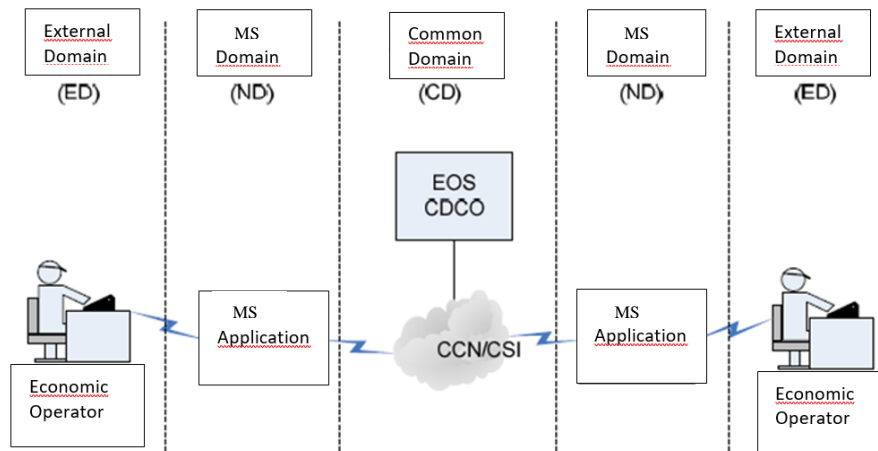 External
Domain
(ED)
MS
Domain
(ND)
Common
Domain
(CD)
MS
Domain
(ND)
External
Domain
(ED)
EOS
CDCO
MS
Application
CCN/CSI
MS
Application
Economic
Operator
Economic
Operator